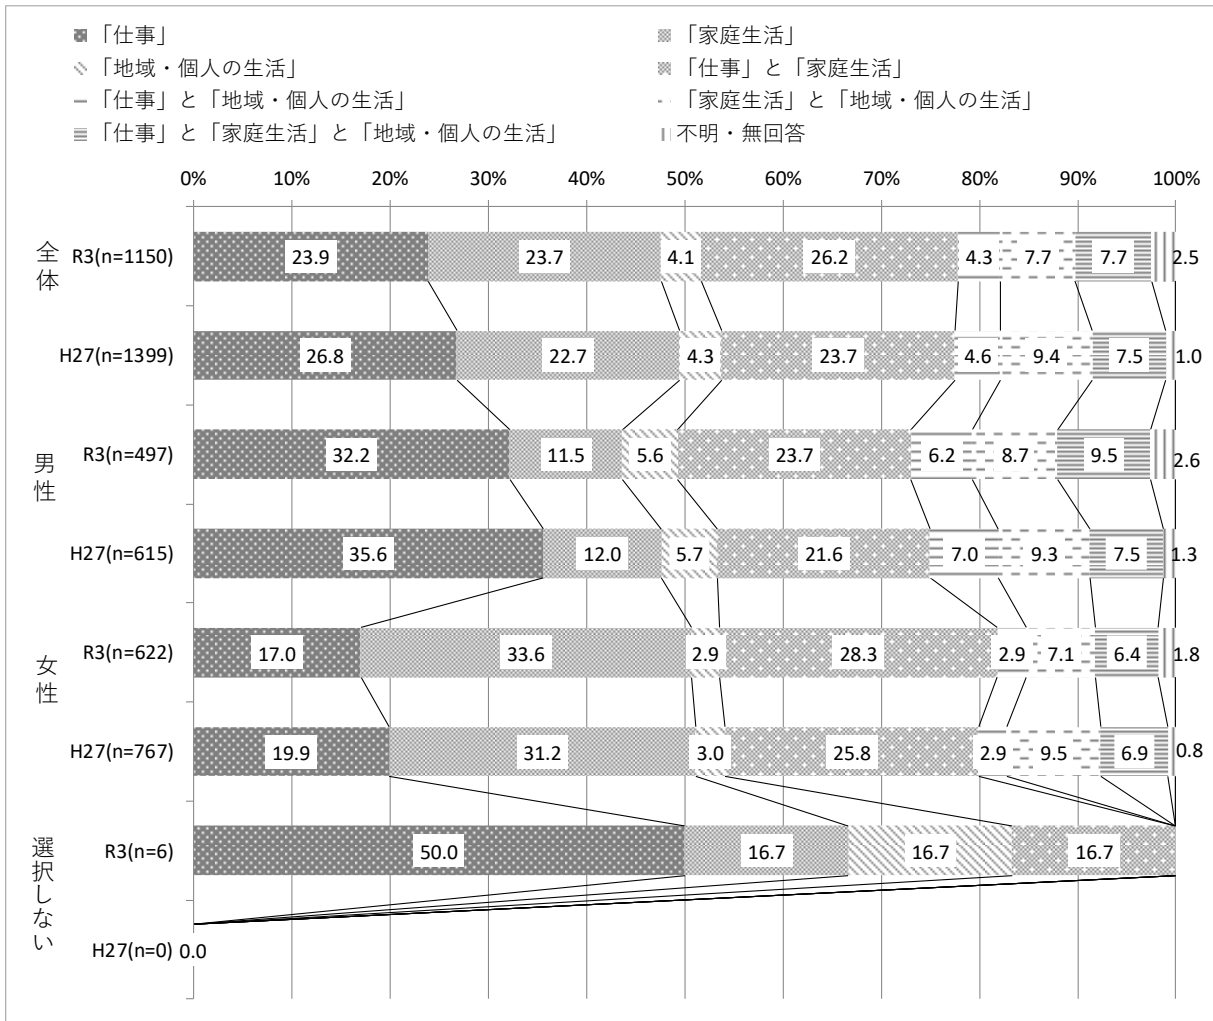 「仕事」 「家庭生活」
「地域・個人の生活」 「仕事」と「家庭生活」
「仕事」と「地域・個人の生活」 「家庭生活」と「地域・個人の生活」
「仕事」と「家庭生活」と「地域・個人の生活」 不明・無回答
0% 10% 20% 30% 40% 50% 60% 70% 80% 90% 100%
全体
R3(n=1150) 23.9 23.7 4.1 26.2 4.3 7.7 7.7 2.5
H27(n=1399) 26.8 22.7 4.3 23.7 4.6 9.4 7.5 1.0
男性
R3(n=497) 32.2 11.5 5.6 23.7 6.2 8.7 9.5 2.6
H27(n=615) 35.6 12.0 5.7 21.6 7.0 9.3 7.5 1.3
女性
R3(n=622) 17.0 33.6 2.9 28.3 2.9 7.1 6.4 1.8
H27(n=767) 19.9 31.2 3.0 25.8 2.9 9.5 6.9 0.8
選択しない
R3(n=6) 50.0 16.7 16.7 16.7
H27(n=0) 0.0